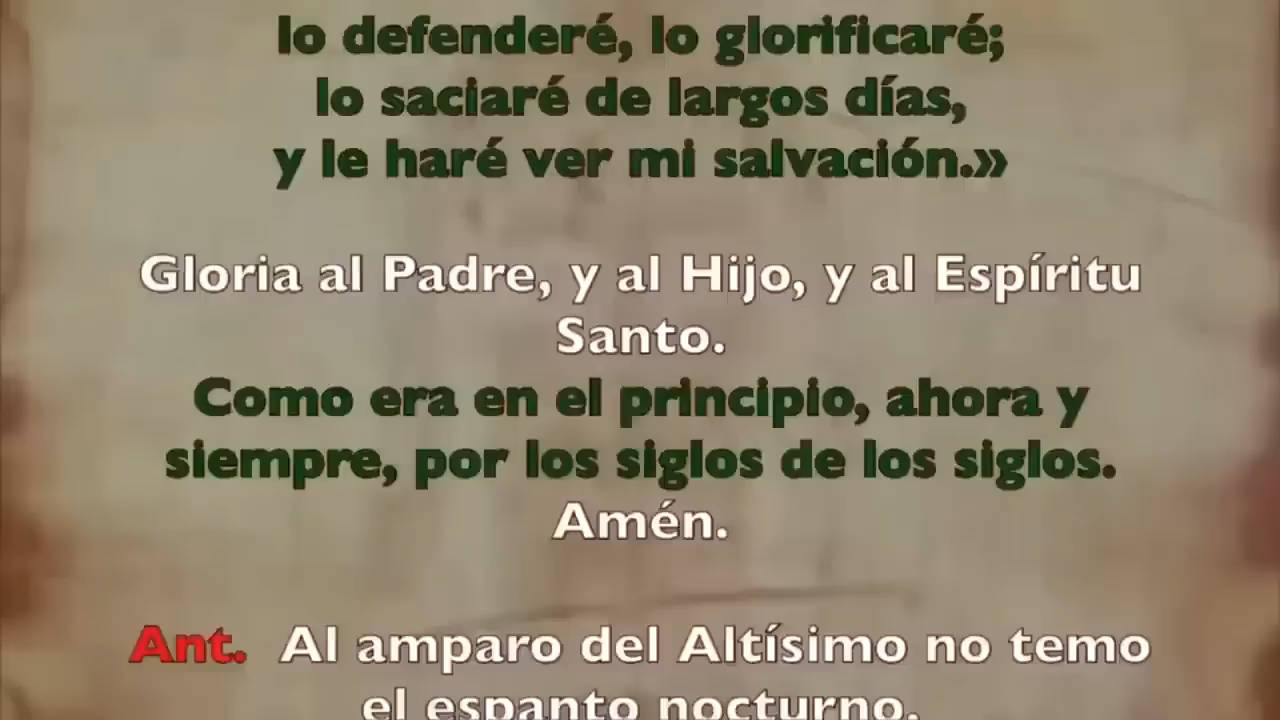 lo defenderé, lo glorificaré;
lo saciaré de largos días,
y le haré ver mi salvación.»
Gloria al Padre, y al Hijo, y al Espíritu
Santo.
Como era en el principio, ahora y
siempre, por los siglos de los siglos.
Amén.
Ant. Al amparo del Altísimo no temo
el espanto nocturno.